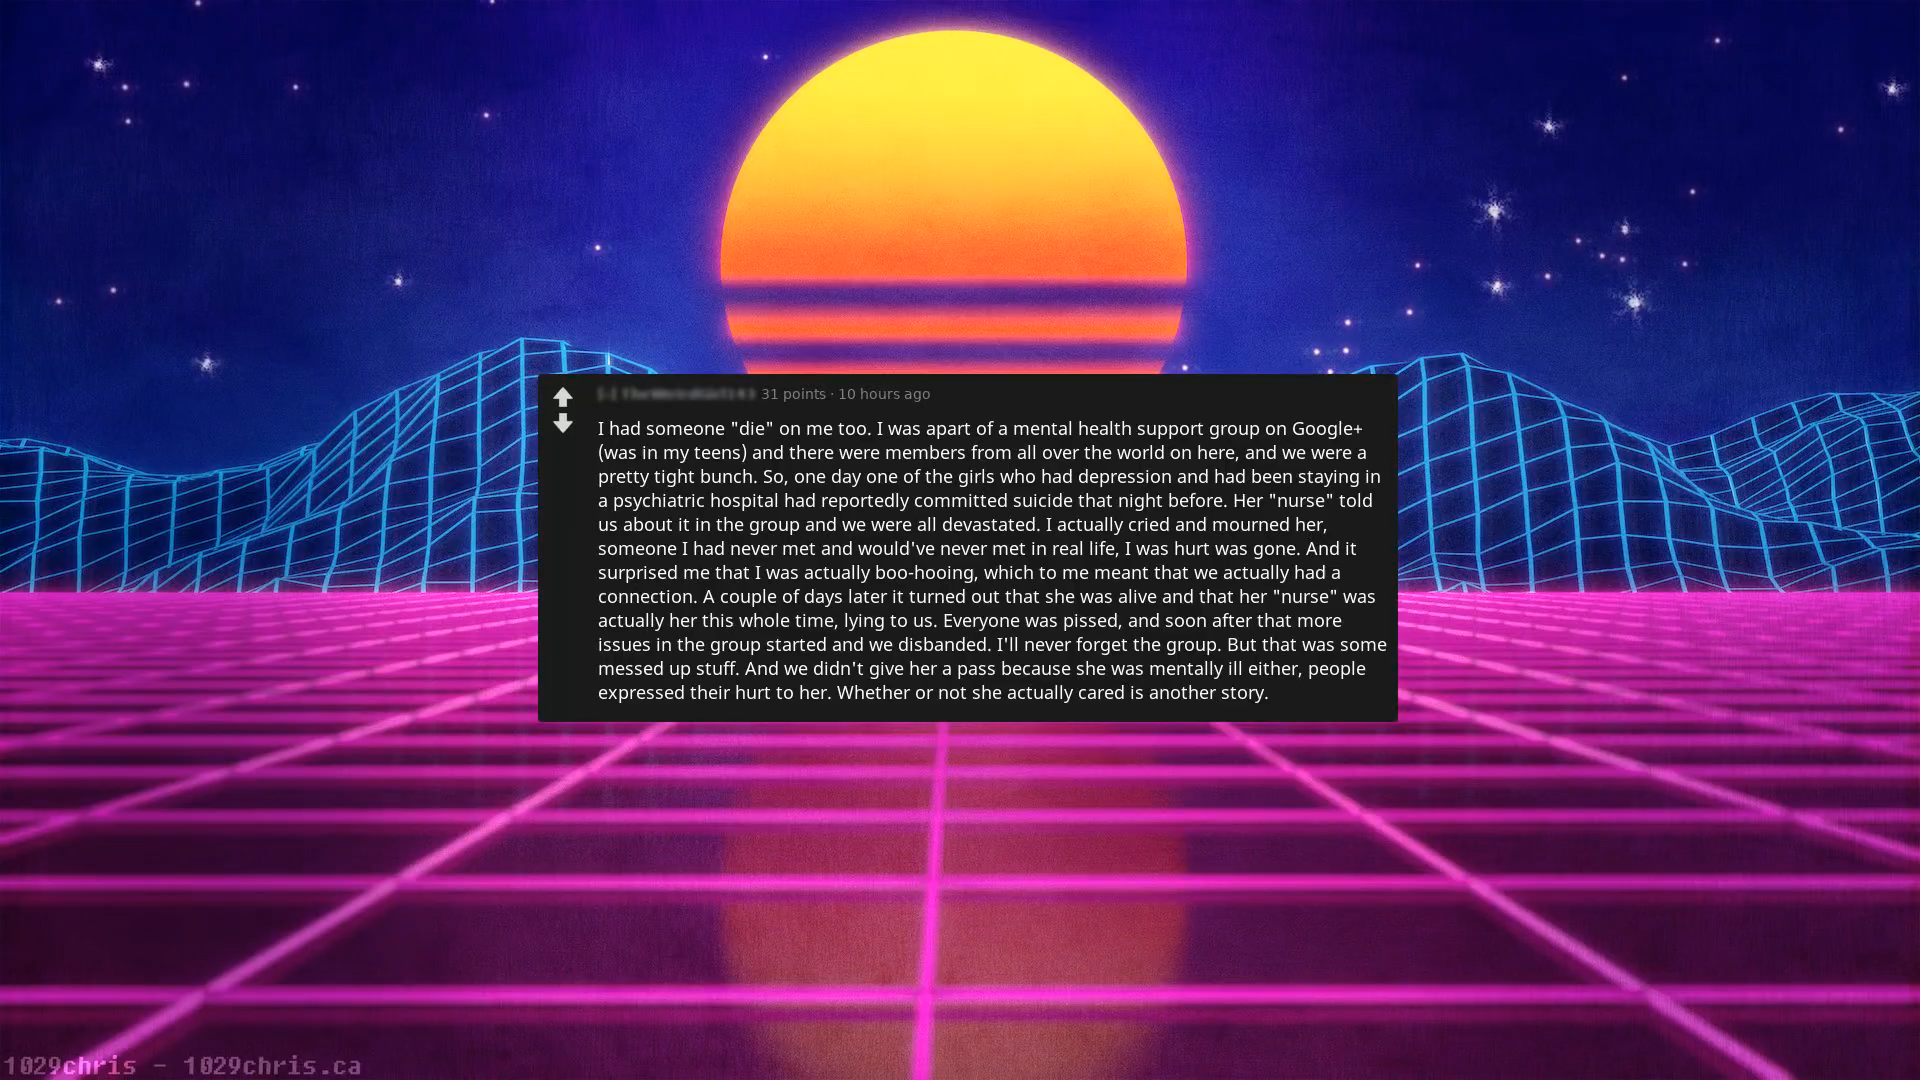 31 points · 10 hours ago
I had someone "die" on me too. I was apart of a mental health support group on Google+
(was in my teens) and there were members from all over the world on here, and we were a
pretty tight bunch. So, one day one of the girls who had depression and had been staying in
a psychiatric hospital had reportedly committed suicide that night before. Her "nurse" told
us about it in the group and we were all devastated. I actually cried and mourned her,
someone I had never met and would've never met in real life, I was hurt was gone. And it
surprised me that I was actually boo-hooing, which to me meant that we actually had a
connection. A couple of days later it turned out that she was alive and that her "nurse" was
actually her this whole time, lying to us. Everyone was pissed, and soon after that more
issues in the group started and we disbanded. I'll never forget the group. But that was some
messed up stuff. And we didn't give her a pass because she was mentally ill either, people
expressed their hurt to her. Whether or not she actually cared is another story.
1029chris - 1029chris.ca